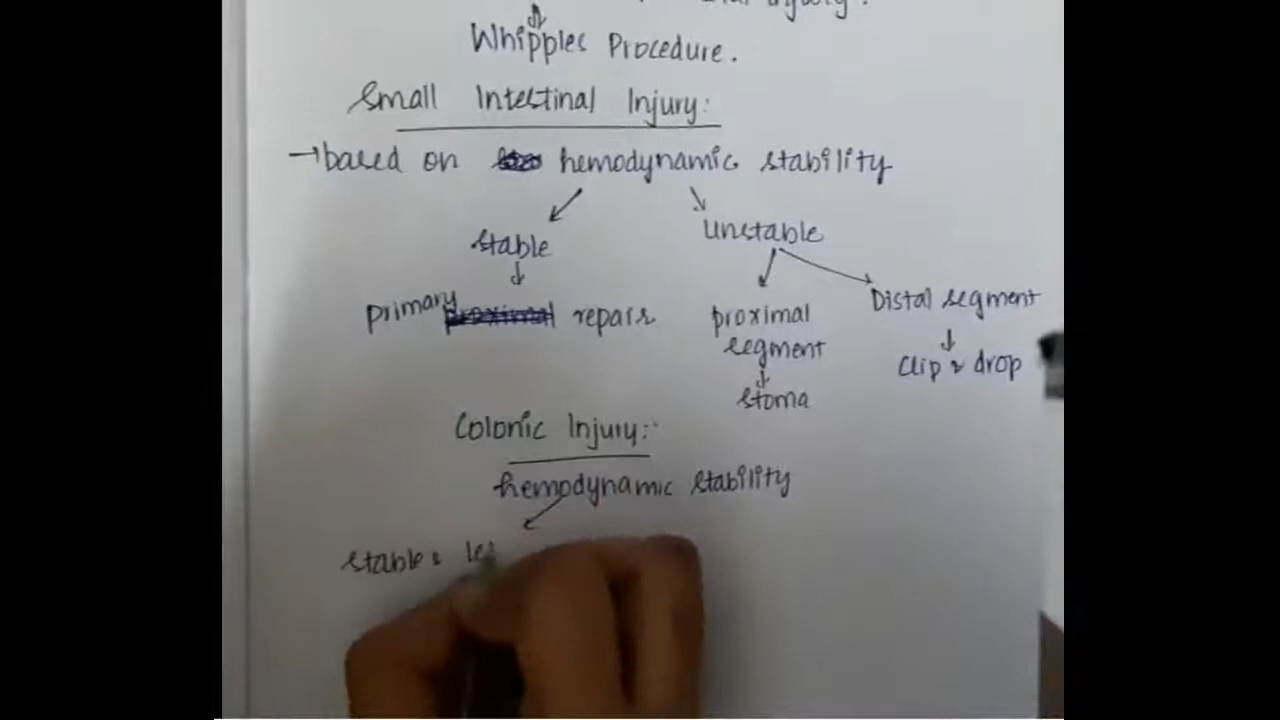 injury.
Whipples Procedure.
Small Intestinal Injury:
→ based on hemodynamic stability
stable
Unstable
primary repair
proximal
segment
stoma
Distal segment
clip & drop
Colonic Injury:
hemodynamic stability
stable &